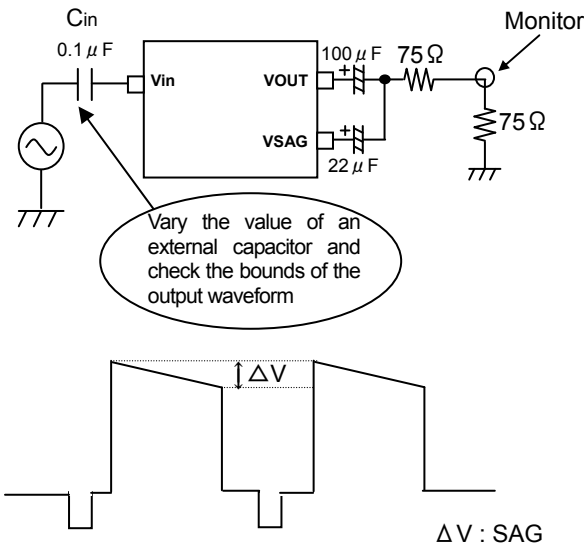 Cin
0.1μF
Vin
VOUT
VSAG
100μF
+
22μF
+
75Ω
Monitor
75Ω
Vary the value of an
external capacitor and
check the bounds of the
output waveform
ΔV
ΔV : SAG